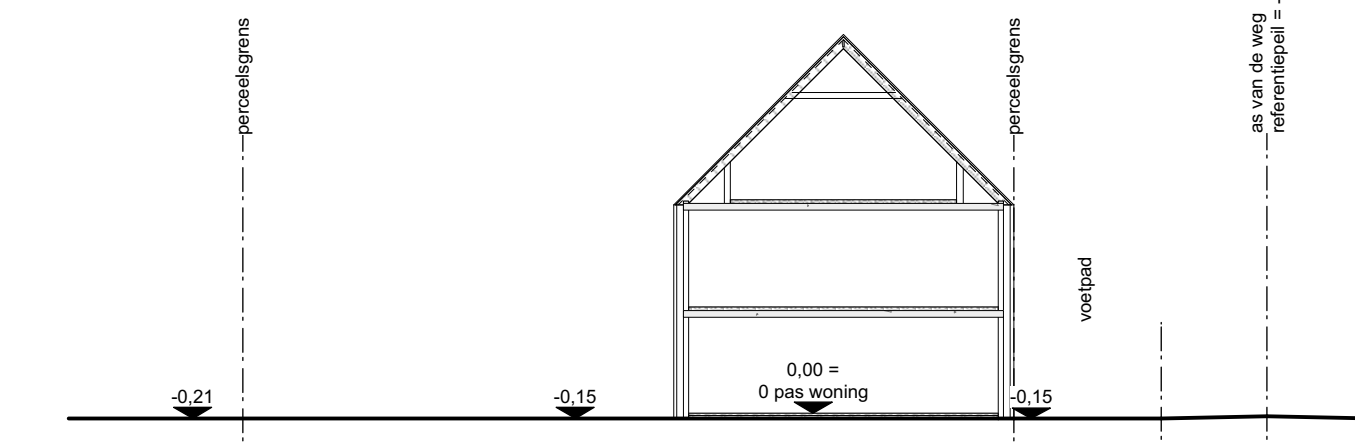 perceelsgrens
perceelsgrens
as van de weg
referentiepeil = -
voetpad
0,00 =
0 pas woning
-0,21
-0,15
-0,15